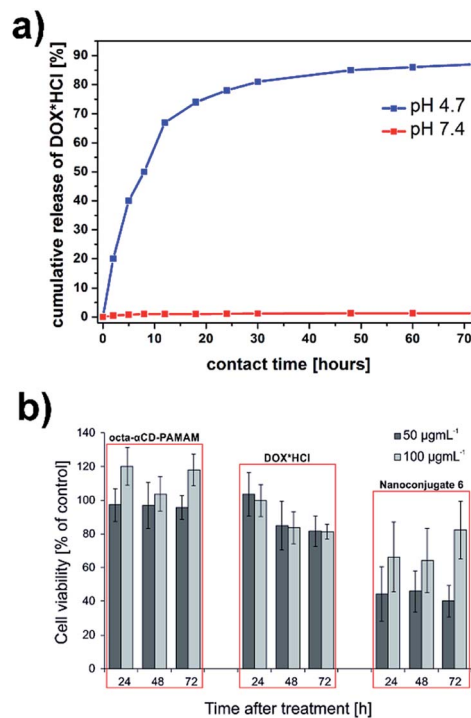 a)
cumulative release of DOX*HCl [%]
90
80
70
60
50
40
30
20
10
0
pH 4.7
pH 7.4
0 10 20 30 40 50 60 70
contact time [hours]
b)
Cell viability [% of control]
140
120
100
80
60
40
20
0
octa-αCD-PAMAM
DOX*HCl
50 µgmL⁻¹
100 µgmL⁻¹
Nanoconjugate 6
24 48 72 24 48 72 24 48 72
Time after treatment [h]